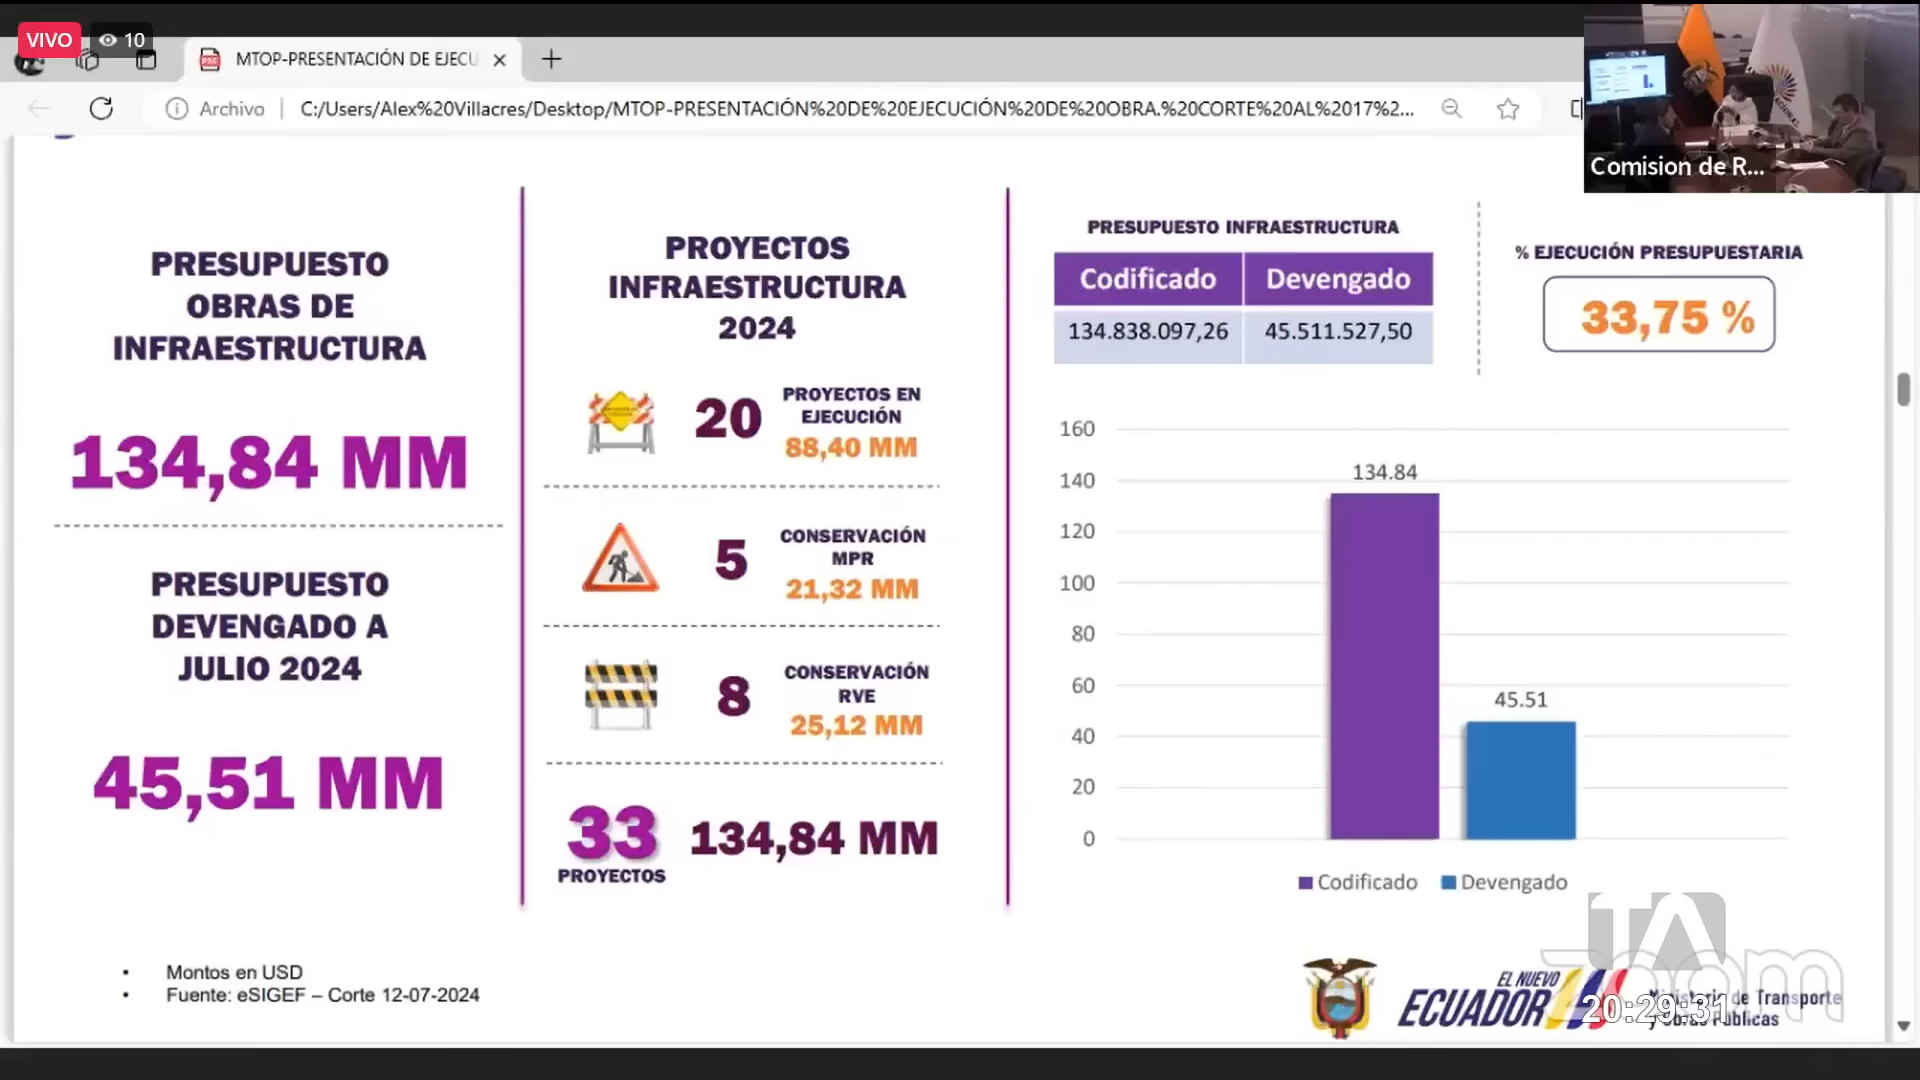 VIVO
10
MTOP-PRESENTACIÓN DE EJECU
Archivo
C:/Users/Alex%20Villacres/Desktop/MTOP-PRESENTACIÓN%20DE%20EJECUCIÓN%20DE%20OBRA.%20CORTE%20AL%2017%2...
Comision de R...
PRESUPUESTO
OBRAS DE
INFRAESTRUCTURA
134,84 MM
PRESUPUESTO
DEVENGADO A
JULIO 2024
45,51 MM
PROYECTOS
INFRAESTRUCTURA
2024
20
PROYECTOS EN
EJECUCIÓN
88,40 MM
5
CONSERVACIÓN
MPR
21,32 MM
8
CONSERVACIÓN
RVE
25,12 MM
33
PROYECTOS
134,84 MM
PRESUPUESTO INFRAESTRUCTURA
Codificado Devengado
134.838.097,26 45.511.527,50
% EJECUCIÓN PRESUPUESTARIA
33,75 %
160
140
120
100
80
60
40
20
0
134.84
45.51
Codificado Devengado
• Montos en USD
• Fuente: eSIGEF – Corte 12-07-2024
EL NUEVO
ECUADOR
Ministerio de Transporte
y Obras Públicas
TA
zoom
20:29:31